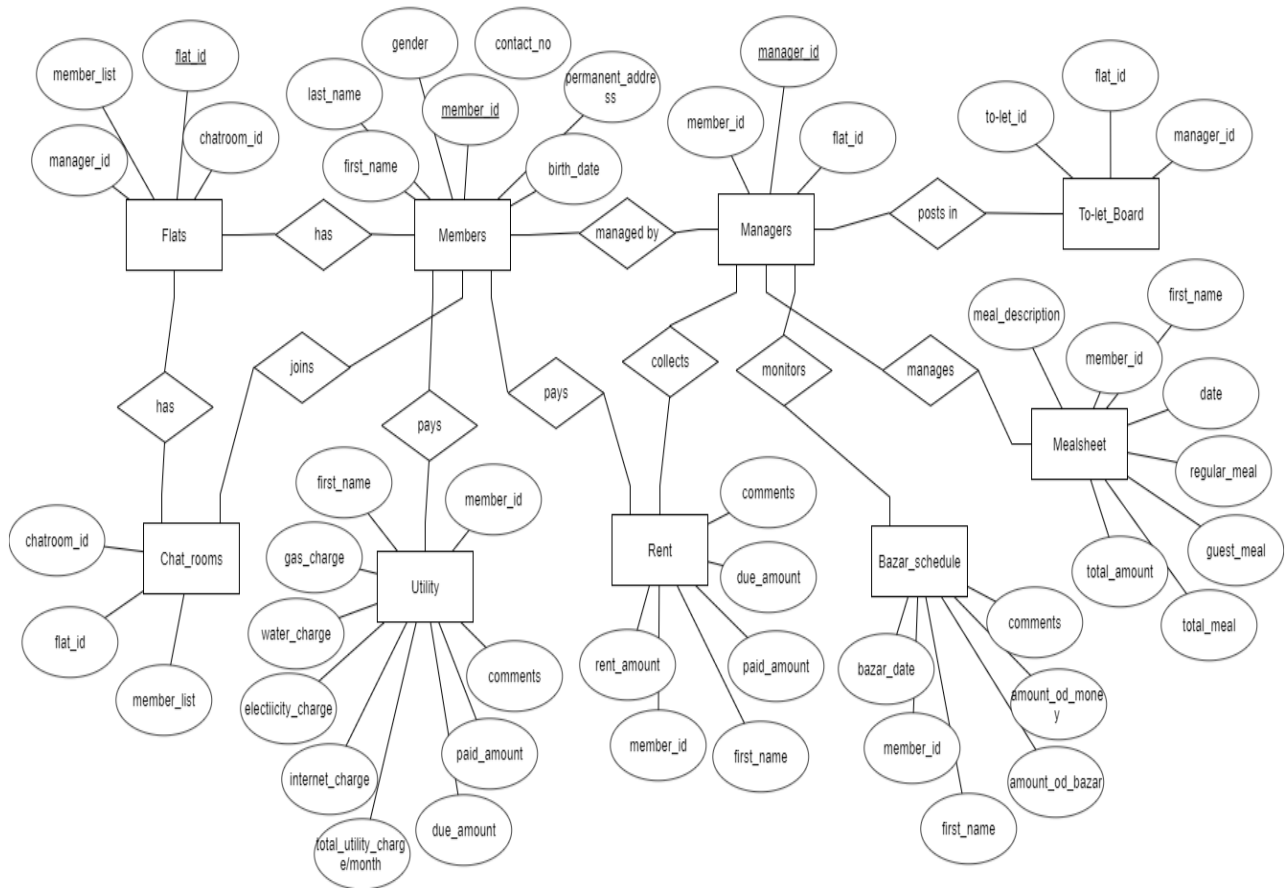 gender
contact_no
manager_id
flat_id
member_list
permanent_addre
ss
flat_id
last_name
member_id
to-let_id
member_id
chatroom_id
flat_id
manager_id
manager_id
first_name
birth_date
Flats
has
Members
managed by
Managers
posts in
To-let_Board
first_name
meal_description
member_id
joins
collects
monitors
manages
date
has
pays
pays
Mealsheet
regular_meal
first_name
member_id
comments
chatroom_id
Chat_rooms
gas_charge
Rent
guest_meal
Utility
due_amount
Bazar_schedule
total_amount
water_charge
comments
total_meal
flat_id
rent_amount
paid_amount
bazar_date
comments
member_list
electiicity_charge
amount_od_mone
y
member_id
first_name
member_id
internet_charge
paid_amount
amount_od_bazar
total_utility_charg
e/month
due_amount
first_name